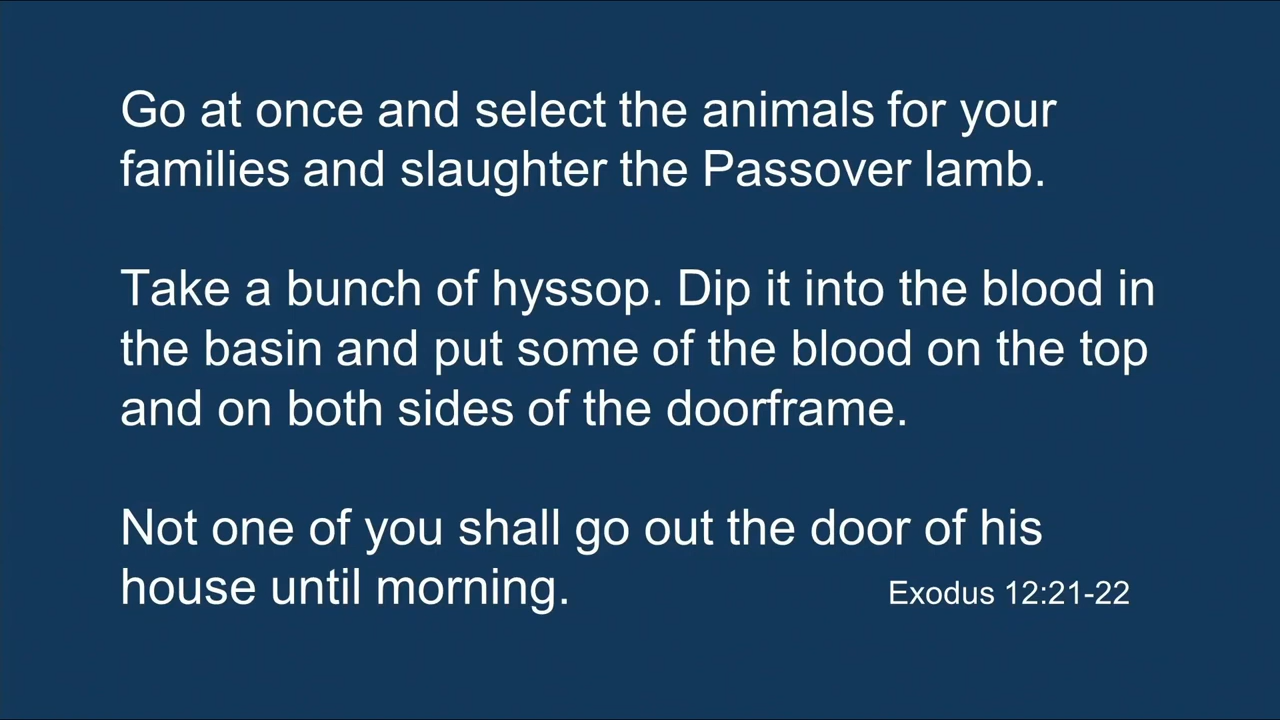 Go at once and select the animals for your
families and slaughter the Passover lamb.
Take a bunch of hyssop. Dip it into the blood in
the basin and put some of the blood on the top
and on both sides of the doorframe.
Not one of you shall go out the door of his
house until morning.
Exodus 12:21-22